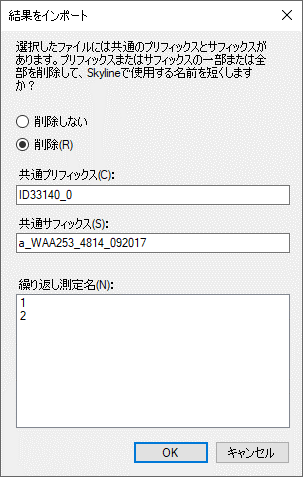 結果をインポート
選択したファイルには共通のプリフィックスとサフィックスが
あります。プリフィックスまたはサフィックスの一部または全
部を削除して、Skylineで使用する名前を短くします
か？
削除しない
削除(R)
共通プリフィックス(C):
ID33140_0
共通サフィックス(S):
a_WAA253_4814_092017
繰り返し測定名(N):
1
2
OK
キャンセル